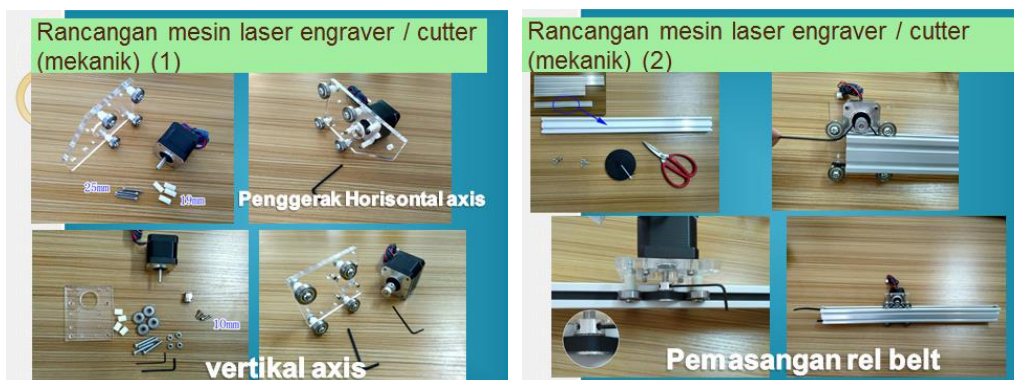 Rancangan mesin laser engraver / cutter
(mekanik) (1)
25mm
19mm
Penggerak Horisontal axis
10mm
vertikal axis
Rancangan mesin laser engraver / cutter
(mekanik) (2)
Pemasangan rel belt